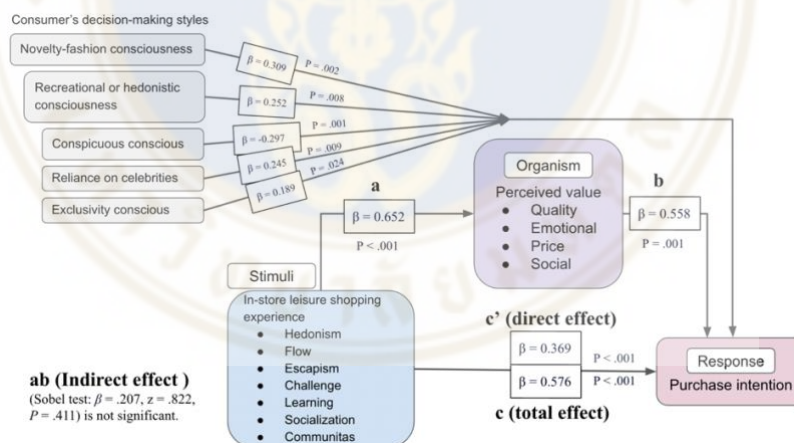 Consumer's decision-making styles
Novelty-fashion consciousness
β = 0.309
P = .002
Recreational or hedonistic
consciousness
β = 0.252
P = .008
Conspicuous conscious
β = -0.297
P = .001
Reliance on celebrities
β = 0.245
P = .009
Exclusivity conscious
β = 0.189
P = .024
Organism
Perceived value
● Quality
● Emotional
● Price
● Social
a
β = 0.652
P < .001
b
β = 0.558
P = .001
Stimuli
In-store leisure shopping
experience
● Hedonism
● Flow
● Escapism
● Challenge
● Learning
● Socialization
● Communitas
c' (direct effect)
β = 0.369
P < .001
β = 0.576
P < .001
c (total effect)
Response
Purchase intention
ab (Indirect effect )
(Sobel test: β = .207, z = .822,
P = .411) is not significant.